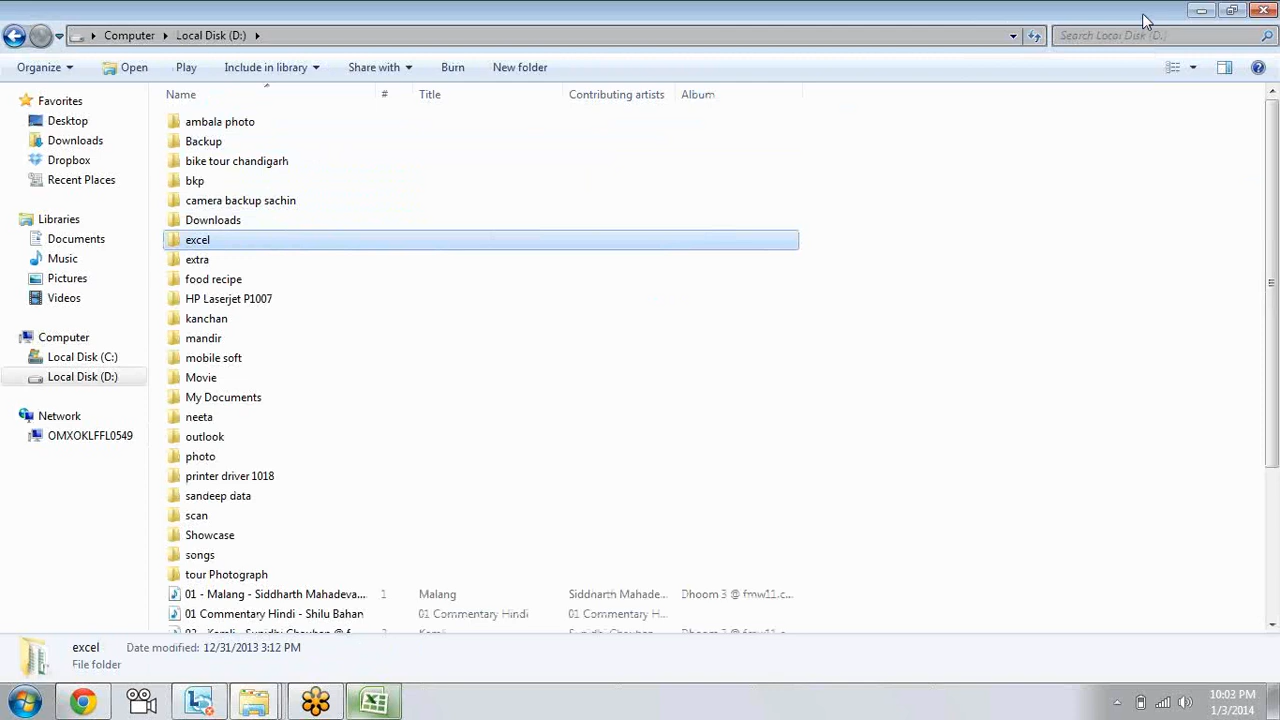 Computer Local Disk (D:)
Search Local Disk (D:)
Organize Open Play Include in library Share with Burn New folder
Name # Title Contributing artists Album
Favorites
Desktop
Downloads
Dropbox
Recent Places
Libraries
Documents
Music
Pictures
Videos
Computer
Local Disk (C:)
Local Disk (D:)
Network
OMXOKLFFL0549
ambala photo
Backup
bike tour chandigarh
bkp
camera backup sachin
Downloads
excel
extra
food recipe
HP Laserjet P1007
kanchan
mandir
mobile soft
Movie
My Documents
neeta
outlook
photo
printer driver 1018
sandeep data
scan
Showcase
songs
tour Photograph
01 - Malang - Siddharth Mahadeva... 1 Malang Siddharth Mahade... Dhoom 3 @ fmw11.c...
01 Commentary Hindi - Shilu Bahan 01 Commentary Hindi 01 Commentary H...
excel Date modified: 12/31/2013 3:12 PM
File folder
10:03 PM
1/3/2014